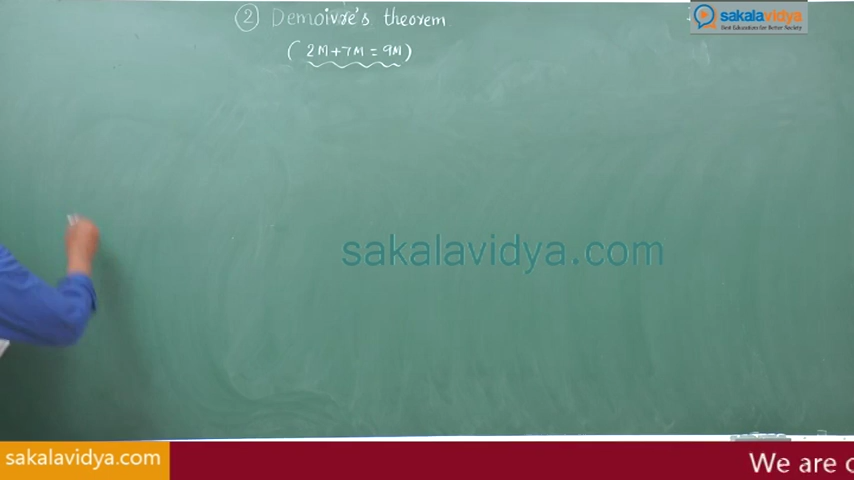 ② Demoivre's theorem
sakalavidya
Best Education for Better Society
( 2M+7M = 9M )
sakalavidya.com
sakalavidya.com
We are